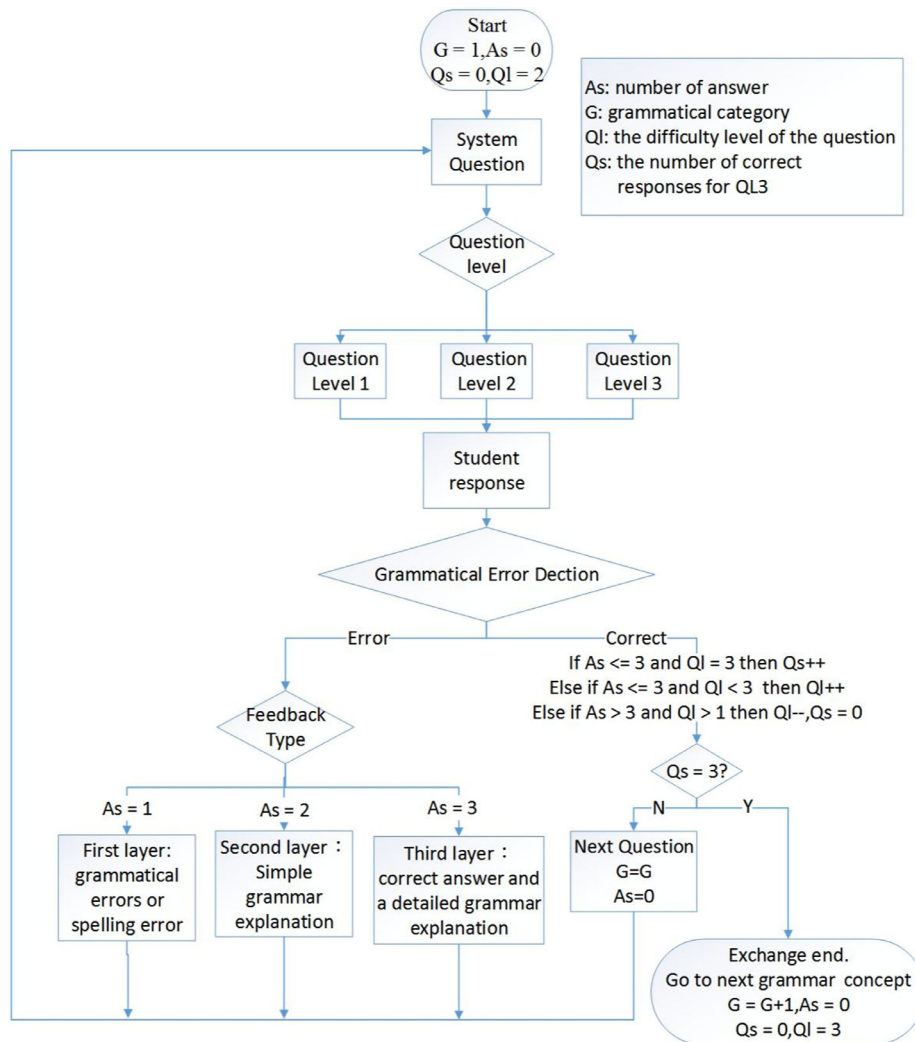 Start
G = 1,As = 0
Qs = 0,Ql = 2
As: number of answer
G: grammatical category
Ql: the difficulty level of the question
Qs: the number of correct
responses for QL3
System
Question
Question
level
Question
Level 1
Question
Level 2
Question
Level 3
Student
response
Grammatical Error Dection
Error
Correct
If As <= 3 and Ql = 3 then Qs++
Else if As <= 3 and Ql < 3 then Ql++
Else if As > 3 and Ql > 1 then Ql--,Qs = 0
Feedback
Type
Qs = 3?
N
Y
As = 1
As = 2
As = 3
First layer:
grammatical
errors or
spelling error
Second layer：
Simple
grammar
explanation
Third layer：
correct answer and
a detailed grammar
explanation
Next Question
G=G
As=0
Exchange end.
Go to next grammar concept
G = G+1,As = 0
Qs = 0,Ql = 3